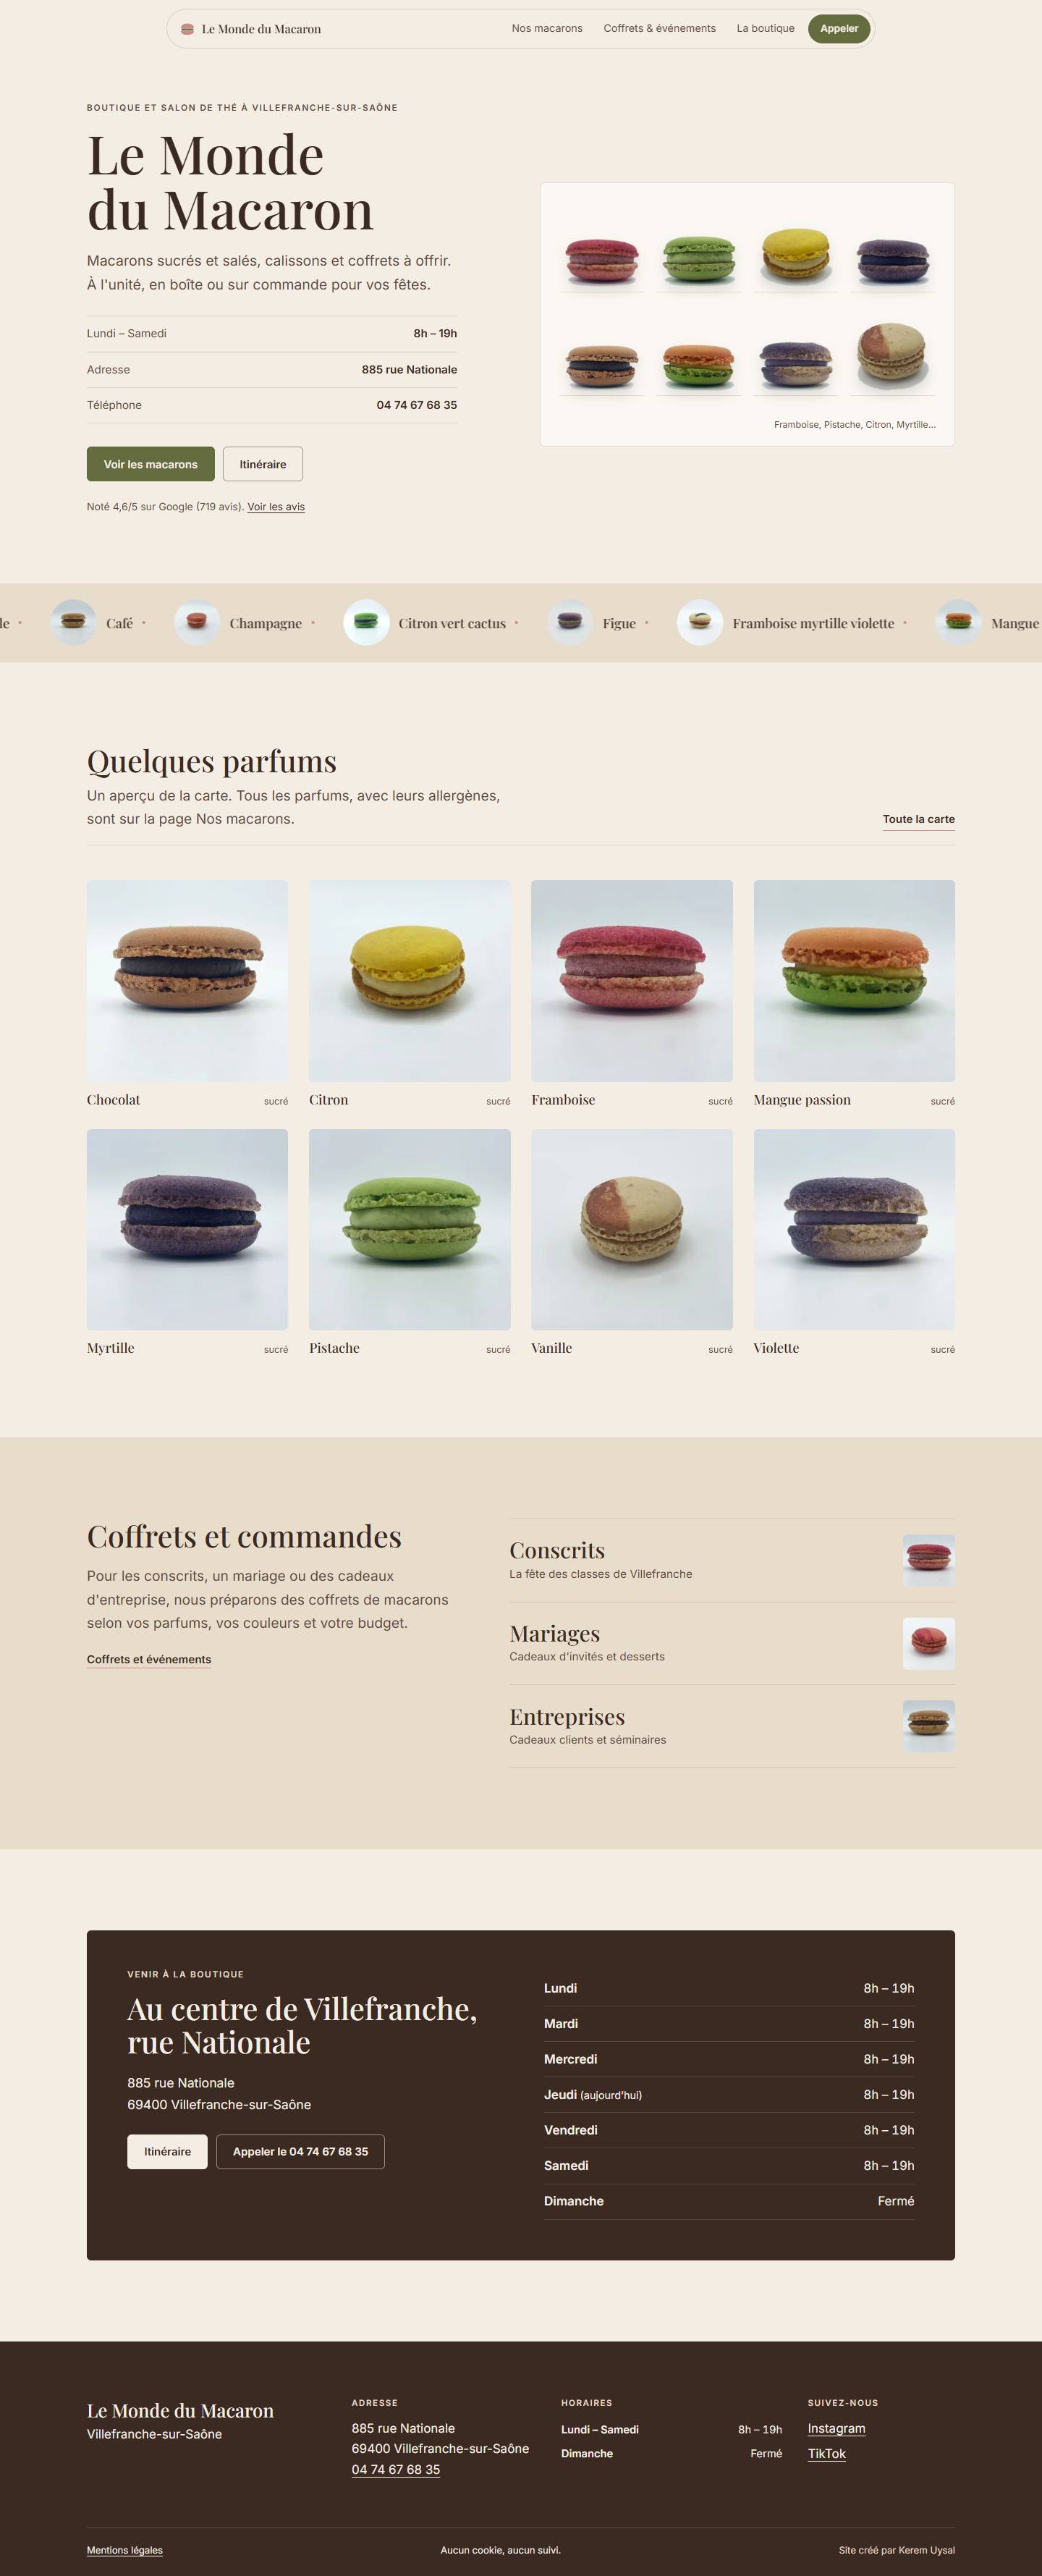 Le Monde du Macaron
Nos macarons
Coffrets & événements
La boutique
Appeler
BOUTIQUE ET SALON DE THÉ À VILLEFRANCHE-SUR-SAÔNE
Le Monde
du Macaron
Macarons sucrés et salés, calissons et coffrets à offrir.
À l'unité, en boîte ou sur commande pour vos fêtes.
Lundi – Samedi 8h – 19h
Adresse 885 rue Nationale
Téléphone 04 74 67 68 35
Voir les macarons
Itinéraire
Noté 4,6/5 sur Google (719 avis). Voir les avis
Framboise, Pistache, Citron, Myrtille...
le • Café • Champagne • Citron vert cactus • Figue • Framboise myrtille violette • Mangue
Quelques parfums
Un aperçu de la carte. Tous les parfums, avec leurs allergènes,
sont sur la page Nos macarons.
Toute la carte
Chocolat sucré
Citron sucré
Framboise sucré
Mangue passion sucré
Myrtille sucré
Pistache sucré
Vanille sucré
Violette sucré
Coffrets et commandes
Pour les conscrits, un mariage ou des cadeaux
d'entreprise, nous préparons des coffrets de macarons
selon vos parfums, vos couleurs et votre budget.
Coffrets et événements
Conscrits
La fête des classes de Villefranche
Mariages
Cadeaux d'invités et desserts
Entreprises
Cadeaux clients et séminaires
VENIR À LA BOUTIQUE
Au centre de Villefranche,
rue Nationale
885 rue Nationale
69400 Villefranche-sur-Saône
Itinéraire
Appeler le 04 74 67 68 35
Lundi 8h – 19h
Mardi 8h – 19h
Mercredi 8h – 19h
Jeudi (aujourd'hui) 8h – 19h
Vendredi 8h – 19h
Samedi 8h – 19h
Dimanche Fermé
Le Monde du Macaron
Villefranche-sur-Saône
ADRESSE
885 rue Nationale
69400 Villefranche-sur-Saône
04 74 67 68 35
HORAIRES
Lundi – Samedi 8h – 19h
Dimanche Fermé
SUIVEZ-NOUS
Instagram
TikTok
Mentions légales
Aucun cookie, aucun suivi.
Site créé par Kerem Uysal